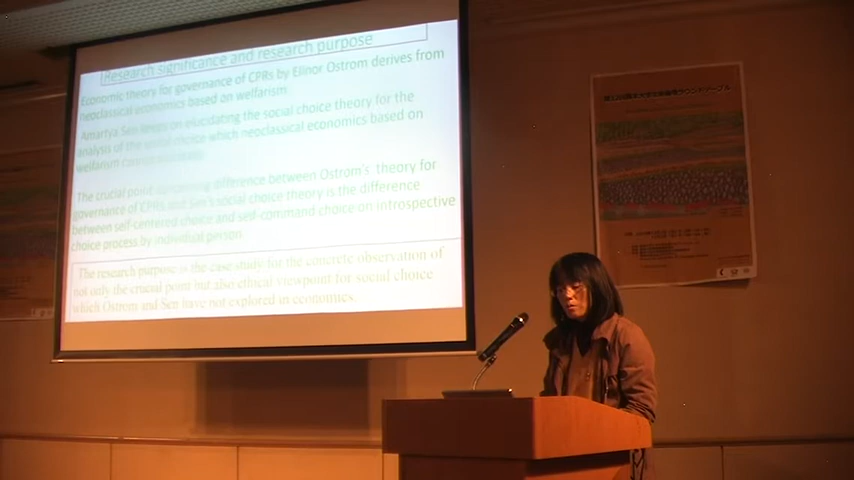 Research significance and research purpose
Economic theory for governance of CPRs by Elinor Ostrom derives from
neoclassical economics based on welfarism.
Amartya Sen keeps on elucidating the social choice theory for the
analysis of the social choice which neoclassical economics based on
welfarism
The crucial point concerning difference between Ostrom's theory for
governance of CPRs and Sen's social choice theory is the difference
between self-centered choice and self-command choice on introspective
choice process by individual person.
The research purpose is the case study for the concrete observation of
not only the crucial point but also ethical viewpoint for social choice
which Ostrom and Sen have not explored in economics.